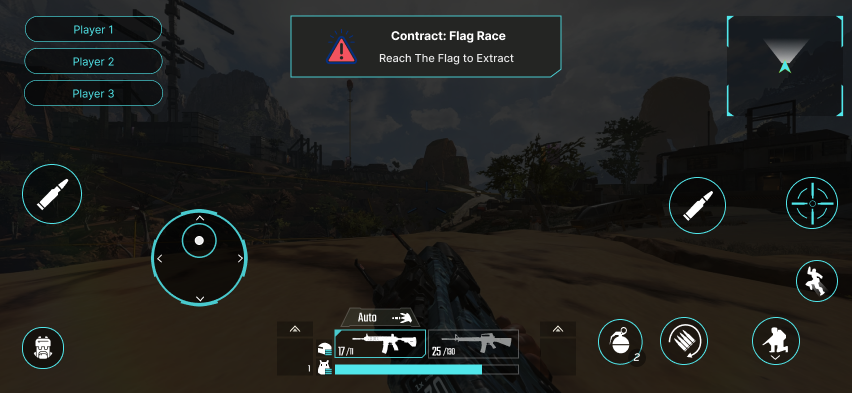 Player 1
Player 2
Player 3
Contract: Flag Race
Reach The Flag to Extract
Auto
17 /11
25 /130
1
2